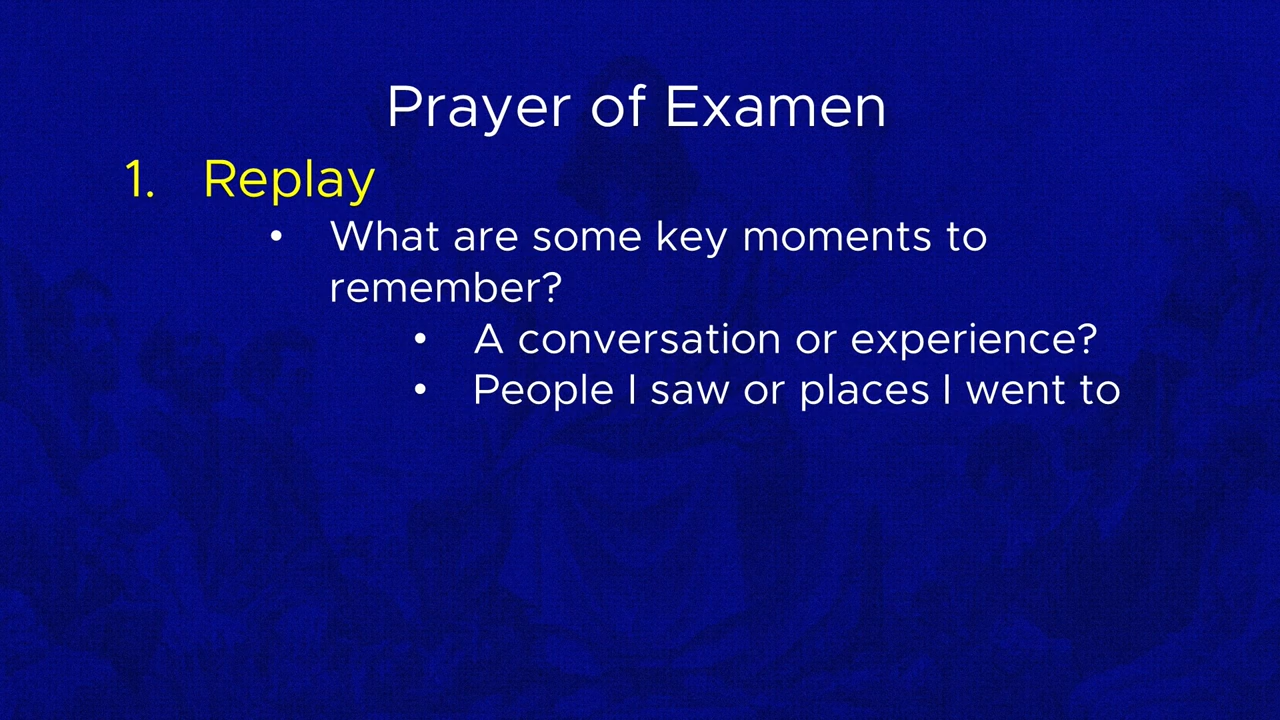 Prayer of Examen
1. Replay
• What are some key moments to
remember?
• A conversation or experience?
• People I saw or places I went to